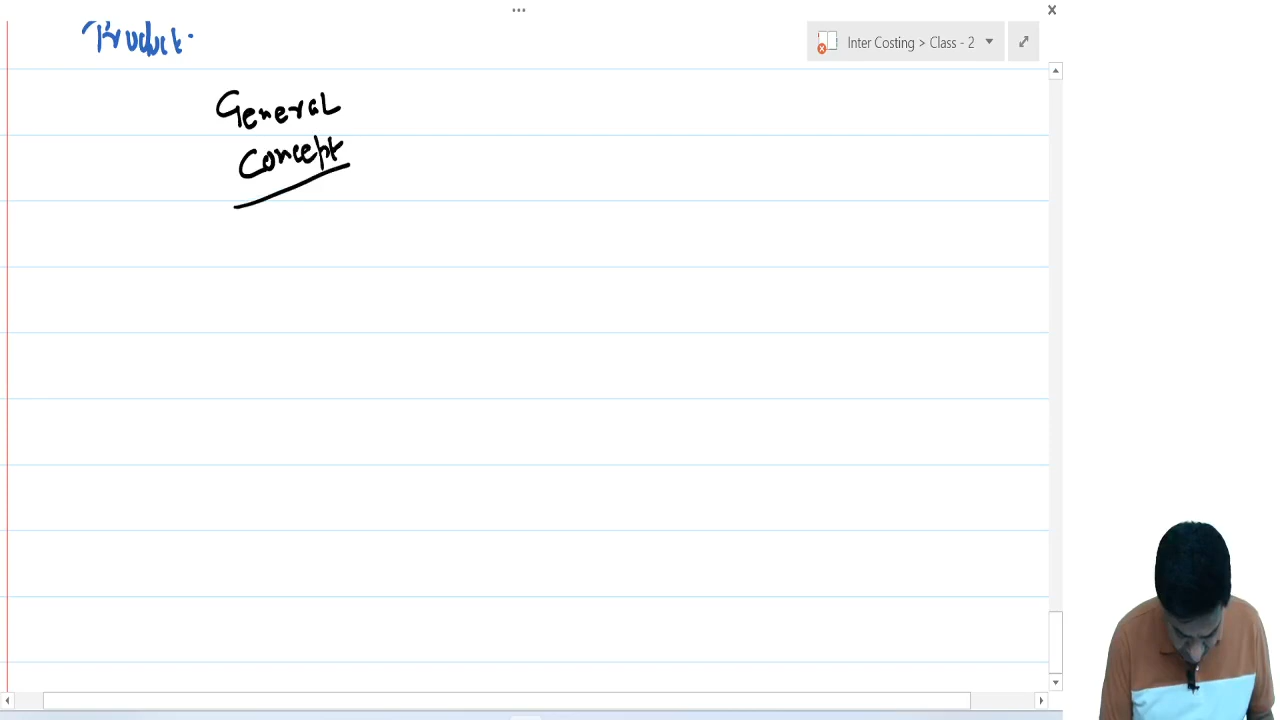 Product.
Inter Costing > Class - 2
General
Concept